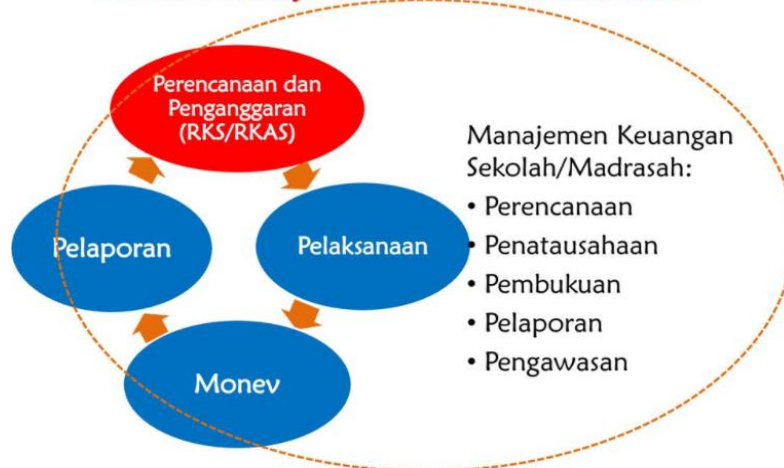 Perencanaan dan
Penganggaran
(RKS/RKAS)
Pelaksanaan
Monev
Pelaporan
Manajemen Keuangan
Sekolah/Madrasah:
• Perencanaan
• Penatausahaan
• Pembukuan
• Pelaporan
• Pengawasan